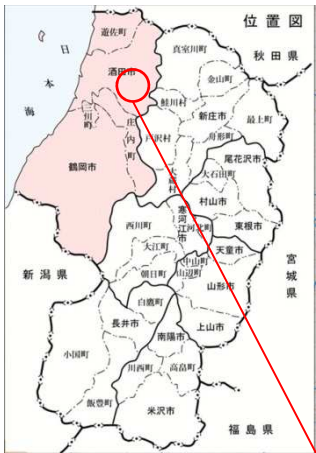 位置図
日本海
遊佐町
真室川町
秋田県
酒田市
金山町
鮭川村
新庄市
最上町
三川町
庄内町
戸沢村
舟形町
鶴岡市
大蔵村
尾花沢市
大石田町
村山市
西川町
寒河江市
河北町
東根市
大江町
天童市
宮城県
新潟県
朝日町
中山町
山辺町
山形市
白鷹町
上山市
長井市
南陽市
小国町
川西町
高畠町
飯豊町
米沢市
福島県